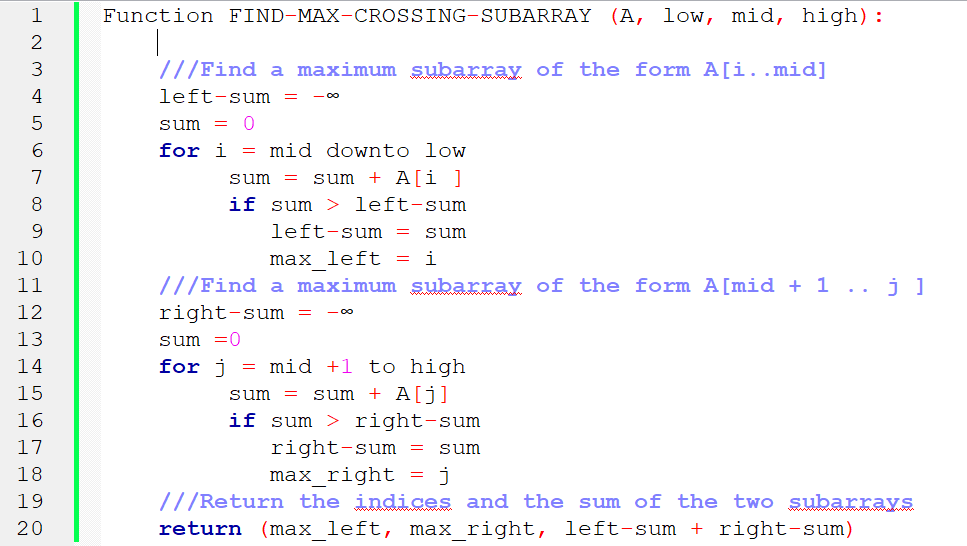 1 Function FIND-MAX-CROSSING-SUBARRAY (A, low, mid, high):
2
3 ///Find a maximum subarray of the form A[i..mid]
4 left-sum = -∞
5 sum = 0
6 for i = mid downto low
7 sum = sum + A[i ]
8 if sum > left-sum
9 left-sum = sum
10 max_left = i
11 ///Find a maximum subarray of the form A[mid + 1 .. j ]
12 right-sum = -∞
13 sum =0
14 for j = mid +1 to high
15 sum = sum + A[j]
16 if sum > right-sum
17 right-sum = sum
18 max_right = j
19 ///Return the indices and the sum of the two subarrays
20 return (max_left, max_right, left-sum + right-sum)